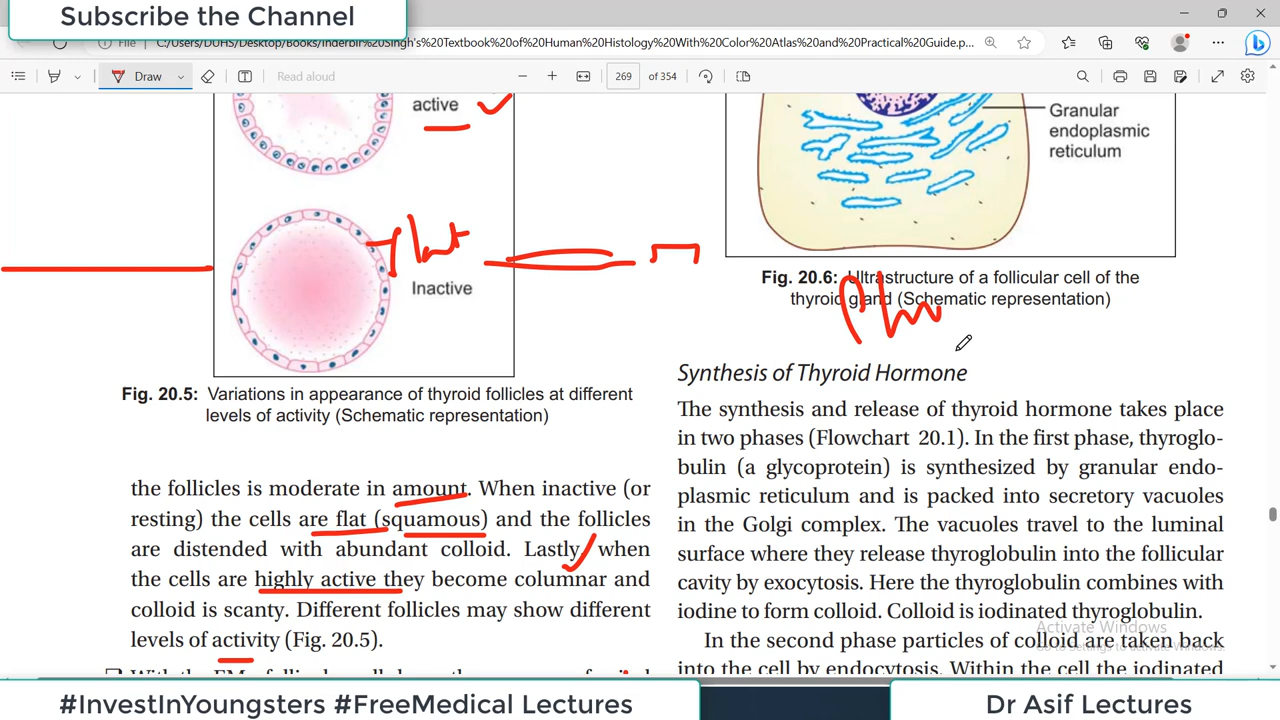 Subscribe the Channel
File C:/Users/DUHS/Desktop/Books/Inderbir%20Singh's%20Textbook%20of%20Human%20Histology%20With%20Color%20Atlas%20and%20Practical%20Guide.p...
Draw
Read aloud
269 of 354
active
Flat
Inactive
Fig. 20.5: Variations in appearance of thyroid follicles at different
levels of activity (Schematic representation)
the follicles is moderate in amount. When inactive (or
resting) the cells are flat (squamous) and the follicles
are distended with abundant colloid. Lastly, when
the cells are highly active they become columnar and
colloid is scanty. Different follicles may show different
levels of activity (Fig. 20.5).
Granular
endoplasmic
reticulum
Fig. 20.6: Ultrastructure of a follicular cell of the
thyroid gland (Schematic representation)
Synthesis of Thyroid Hormone
The synthesis and release of thyroid hormone takes place
in two phases (Flowchart 20.1). In the first phase, thyroglo-
bulin (a glycoprotein) is synthesized by granular endo-
plasmic reticulum and is packed into secretory vacuoles
in the Golgi complex. The vacuoles travel to the luminal
surface where they release thyroglobulin into the follicular
cavity by exocytosis. Here the thyroglobulin combines with
iodine to form colloid. Colloid is iodinated thyroglobulin.
In the second phase particles of colloid are taken back
into the cell by endocytosis. Within the cell the iodinated
Activate Windows
Go to Settings to activate Windows.
#InvestInYoungsters #FreeMedical Lectures
Dr Asif Lectures